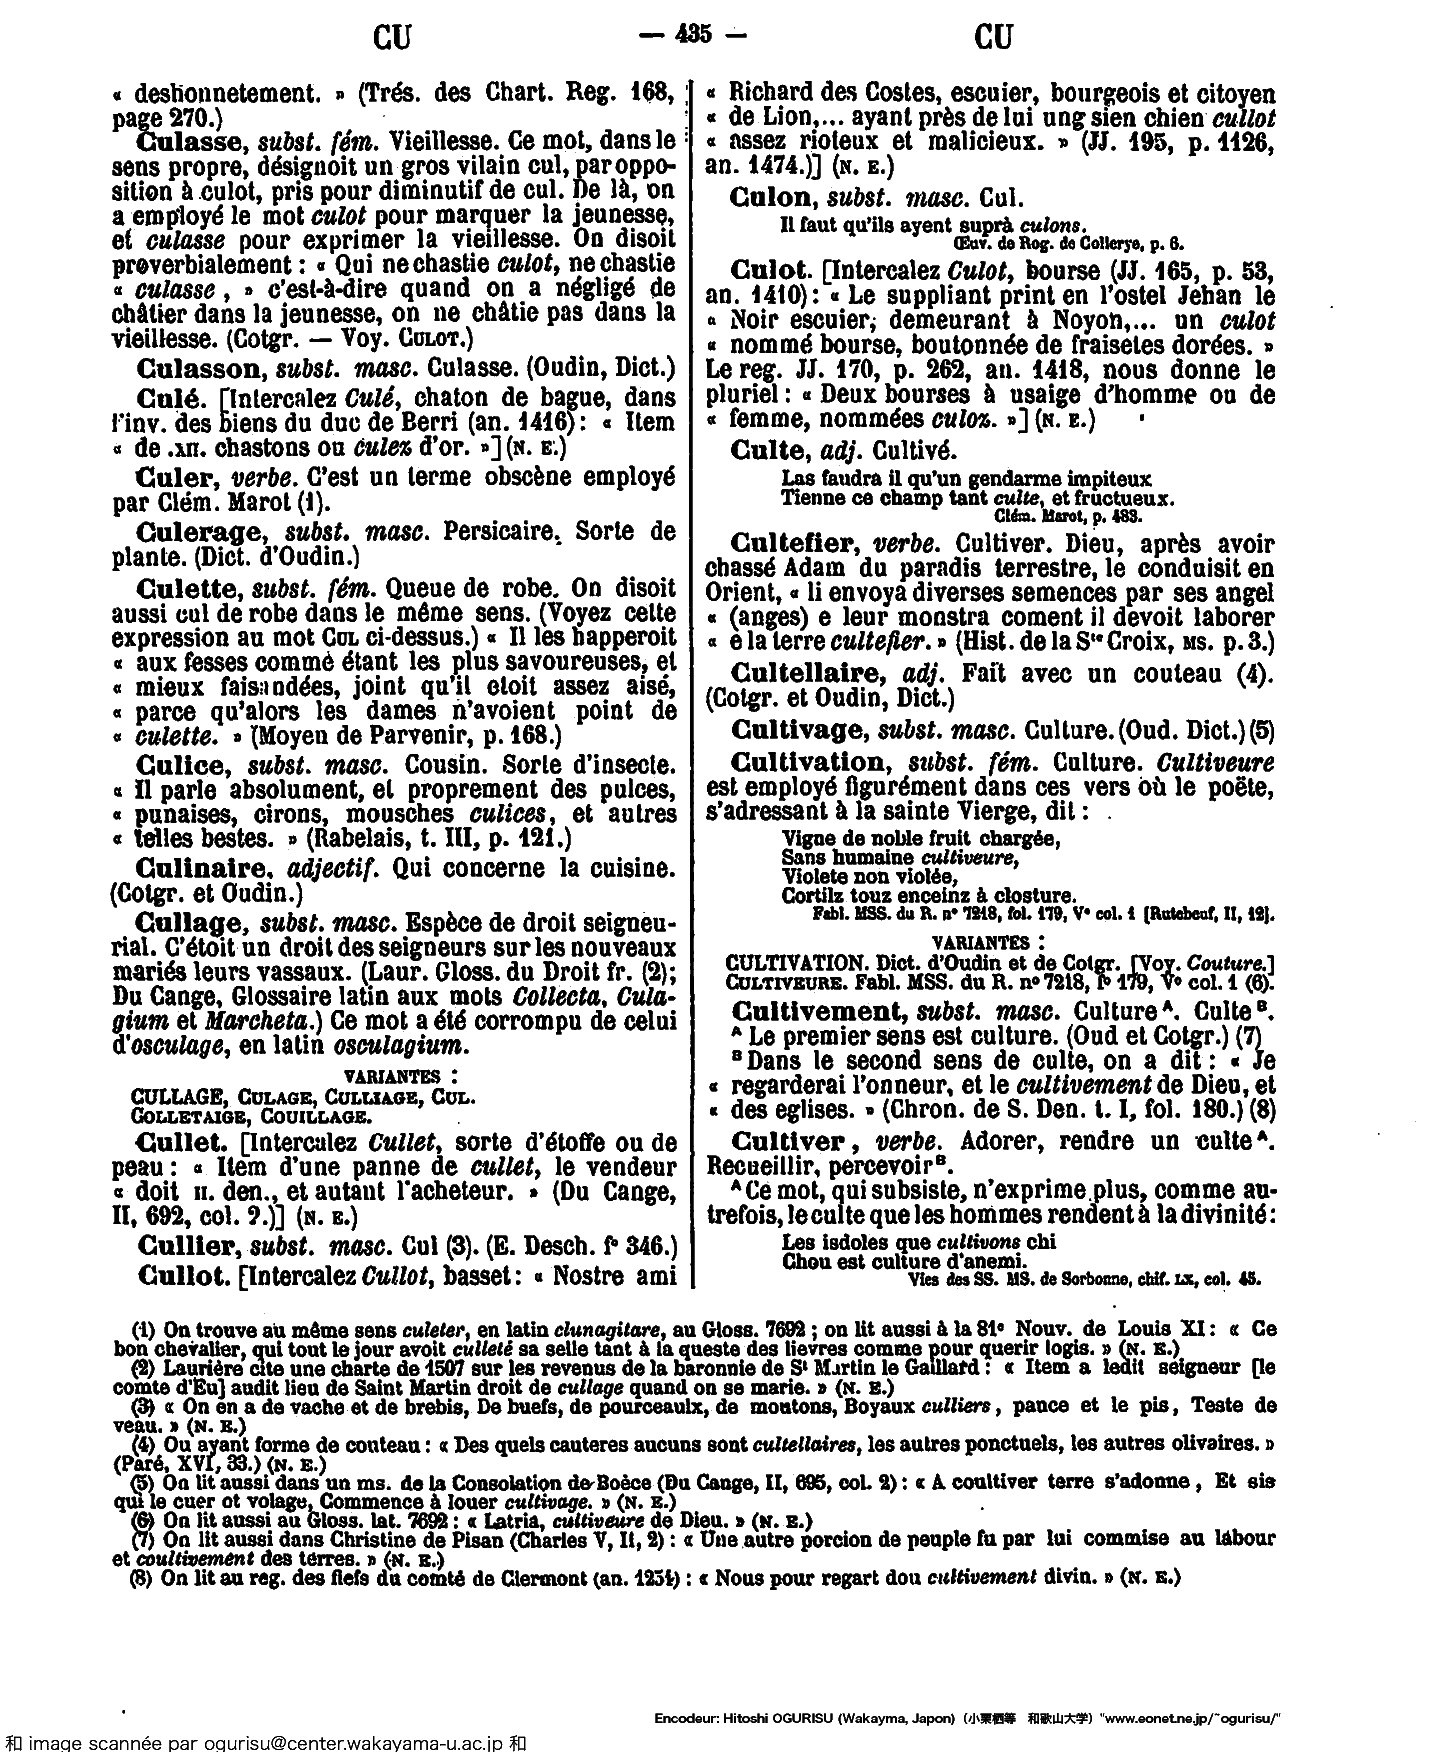 CU — 435 — CU
« deshonnetement. » (Trés. des Chart. Reg. 168,
page 270.)
Culasse, subst. fém. Vieillesse. Ce mot, dans le
sens propre, désignoit un gros vilain cul, par oppo-
sition à culot, pris pour diminutif de cul. De là, on
a employé le mot culot pour marquer la jeunesse,
et culasse pour exprimer la vieillesse. On disoit
proverbialement : « Qui ne chastie culot, ne chastie
« culasse, » c'est-à-dire quand on a négligé de
châtier dans la jeunesse, on ne châtie pas dans la
vieillesse. (Cotgr. — Voy. CULOT.)
Culasson, subst. masc. Culasse. (Oudin, Dict.)
Culé. [Intercalez Culé, chaton de bague, dans
l'inv. des biens du duc de Berri (an. 1416) : « Item
« de .XII. chastons ou culez d'or. »] (N. E.)
Culer, verbe. C'est un terme obscène employé
par Clém. Marot (1).
Culerage, subst. masc. Persicaire. Sorte de
plante. (Dict. d'Oudin.)
Culette, subst. fém. Queue de robe. On disoit
aussi cul de robe dans le même sens. (Voyez cette
expression au mot CUL ci-dessus.) « Il les happeroit
« aux fesses comme étant les plus savoureuses, et
« mieux faisandées, joint qu'il etoit assez aisé,
« parce qu'alors les dames n'avoient point de
« culette. » (Moyen de Parvenir, p. 168.)
Culice, subst. masc. Cousin. Sorte d'insecte.
« Il parle absolument, et proprement des pulces,
« punaises, cirons, mousches culices, et autres
« telles bestes. » (Rabelais, t. III, p. 121.)
Culinaire, adjectif. Qui concerne la cuisine.
(Cotgr. et Oudin.)
Cullage, subst. masc. Espèce de droit seigneu-
rial. C'étoit un droit des seigneurs sur les nouveaux
mariés leurs vassaux. (Laur. Gloss. du Droit fr. (2);
Du Cange, Glossaire latin aux mots Collecta, Cula-
gium et Marcheta.) Ce mot a été corrompu de celui
d'osculage, en latin osculagium.
VARIANTES :
CULLAGE, CULAGE, CULLIAGE, CUL.
COLLETAIGE, COUILLAGE.
Cullet. [Intercalez Cullet, sorte d'étoffe ou de
peau : « Item d'une panne de cullet, le vendeur
« doit II. den., et autant l'acheteur. » (Du Cange,
II, 692, col. 2.)] (N. E.)
Cullier, subst. masc. Cul (3). (E. Desch. f° 346.)
Cullot. [Intercalez Cullot, basset : « Nostre ami
« Richard des Costes, escuier, bourgeois et citoyen
« de Lion,... ayant près de lui ung sien chien cullot
« assez rioteux et malicieux. » (JJ. 195, p. 1126,
an. 1474.)] (N. E.)
Culon, subst. masc. Cul.
Il faut qu'ils ayent suprà culons.
Œuv. de Rog. de Collerye, p. 6.
Culot. [Intercalez Culot, bourse (JJ. 165, p. 53,
an. 1410) : « Le suppliant print en l'ostel Jehan le
« Noir escuier, demeurant à Noyon,... un culot
« nommé bourse, boutonnée de fraisetes dorées. »
Le reg. JJ. 170, p. 262, an. 1418, nous donne le
pluriel : « Deux bourses à usaige d'homme ou de
« femme, nommées culoz. »] (N. E.)
Culte, adj. Cultivé.
Las faudra il qu'un gendarme impiteux
Tienne ce champ tant culte, et fructueux.
Clém. Marot, p. 483.
Cultefier, verbe. Cultiver. Dieu, après avoir
chassé Adam du paradis terrestre, le conduisit en
Orient, « li envoya diverses semences par ses angel
« (anges) e leur monstra coment il devoit laborer
« e la terre cultefier. » (Hist. de la Ste Croix, MS. p. 3.)
Cultellaire, adj. Fait avec un couteau (4).
(Cotgr. et Oudin, Dict.)
Cultivage, subst. masc. Culture. (Oud. Dict.) (5)
Cultivation, subst. fém. Culture. Cultiveure
est employé figurément dans ces vers où le poëte,
s'adressant à la sainte Vierge, dit :
Vigne de noble fruit chargée,
Sans humaine cultiveure,
Violete non violée,
Cortilz touz enceinz à closture.
Fabl. MSS. du R. n° 7218, fol. 179, V° col. 1 [Rutebeuf, II, 12].
VARIANTES :
CULTIVATION. Dict. d'Oudin et de Cotgr. [Voy. Couture.]
CULTIVEURE. Fabl. MSS. du R. n° 7218, f° 179, V° col. 1 (6).
Cultivement, subst. masc. Culture A. Culte B.
A Le premier sens est culture. (Oud et Cotgr.) (7)
B Dans le second sens de culte, on a dit : « Je
« regarderai l'onneur, et le cultivement de Dieu, et
« des eglises. » (Chron. de S. Den. t. I, fol. 180.) (8)
Cultiver, verbe. Adorer, rendre un culte A.
Recueillir, percevoir B.
A Ce mot, qui subsiste, n'exprime plus, comme au-
trefois, le culte que les hommes rendent à la divinité :
Les isdoles que cultivons chi
Chou est culture d'anemi.
Vies des SS. MS. de Sorbonne, chif. LX, col. 45.
(1) On trouve au même sens culeter, en latin clunagitare, au Gloss. 7692 ; on lit aussi à la 81e Nouv. de Louis XI : « Ce
bon chevalier, qui tout le jour avoit culleté sa selle tant à la queste des lievres comme pour querir logis. » (N. E.)
(2) Laurière cite une charte de 1507 sur les revenus de la baronnie de St Martin le Gaillard : « Item a ledit seigneur [le
comte d'Eu] audit lieu de Saint Martin droit de cullage quand on se marie. » (N. E.)
(3) « On en a de vache et de brebis, De buefs, de pourceaulx, de moutons, Boyaux culliers, pance et le pis, Teste de
veau. » (N. E.)
(4) Ou ayant forme de couteau : « Des quels cauteres aucuns sont cultellaires, les autres ponctuels, les autres olivaires. »
(Paré, XVI, 33.) (N. E.)
(5) On lit aussi dans un ms. de la Consolation de Boèce (Du Cange, II, 695, col. 2) : « A coultiver terre s'adonne, Et sis
qui le cuer ot volage, Commence à louer cultivage. » (N. E.)
(6) On lit aussi au Gloss. lat. 7692 : « Latria, cultiveure de Dieu. » (N. E.)
(7) On lit aussi dans Christine de Pisan (Charles V, II, 2) : « Une autre porcion de peuple fu par lui commise au labour
et coultivement des terres. » (N. E.)
(8) On lit au reg. des fiefs du comté de Clermont (an. 1251) : « Nous pour regart dou cultivement divin. » (N. E.)
Encodeur: Hitoshi OGURISU (Wakayma, Japon) (小栗栖等 和歌山大学) "www.eonet.ne.jp/~ogurisu/"
和 image scannée par ogurisu@center.wakayama-u.ac.jp 和